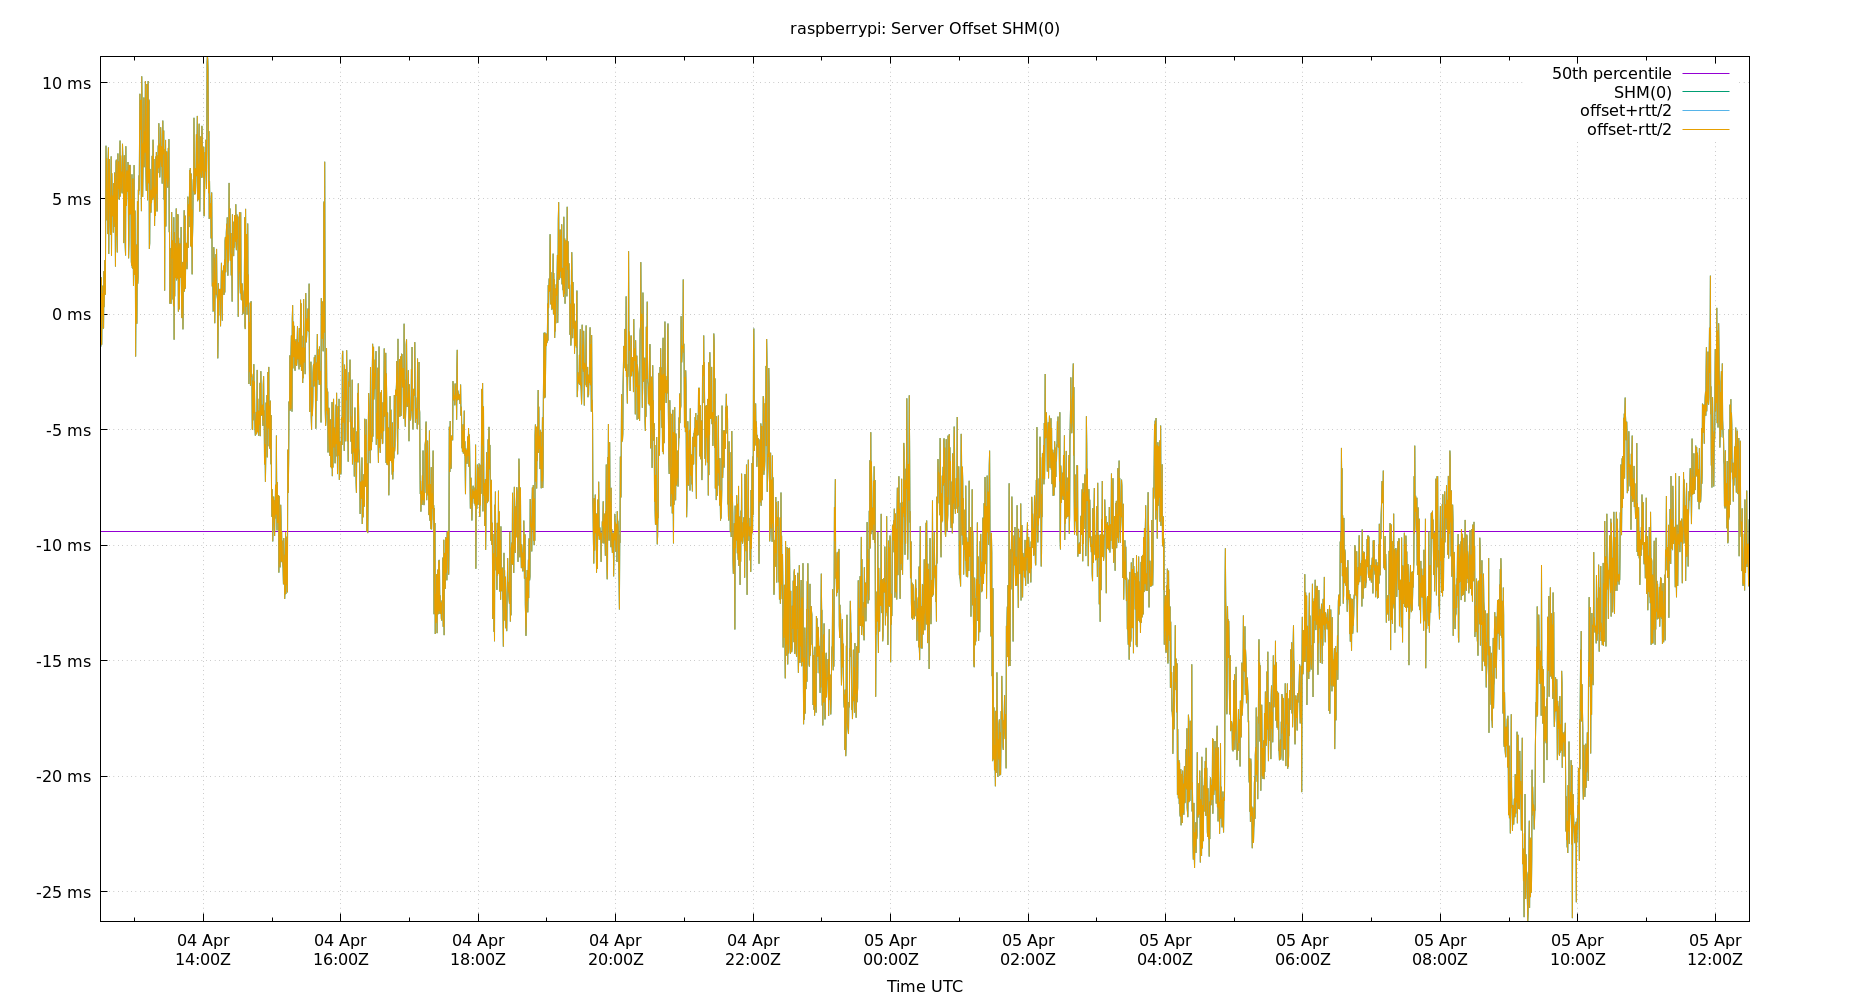 raspberrypi: Server Offset SHM(0)
50th percentile
SHM(0)
offset+rtt/2
offset-rtt/2
10 ms
5 ms
0 ms
-5 ms
-10 ms
-15 ms
-20 ms
-25 ms
04 Apr 04 Apr 04 Apr 04 Apr 04 Apr 05 Apr 05 Apr 05 Apr 05 Apr 05 Apr 05 Apr 05 Apr
14:00Z 16:00Z 18:00Z 20:00Z 22:00Z 00:00Z 02:00Z 04:00Z 06:00Z 08:00Z 10:00Z 12:00Z
Time UTC